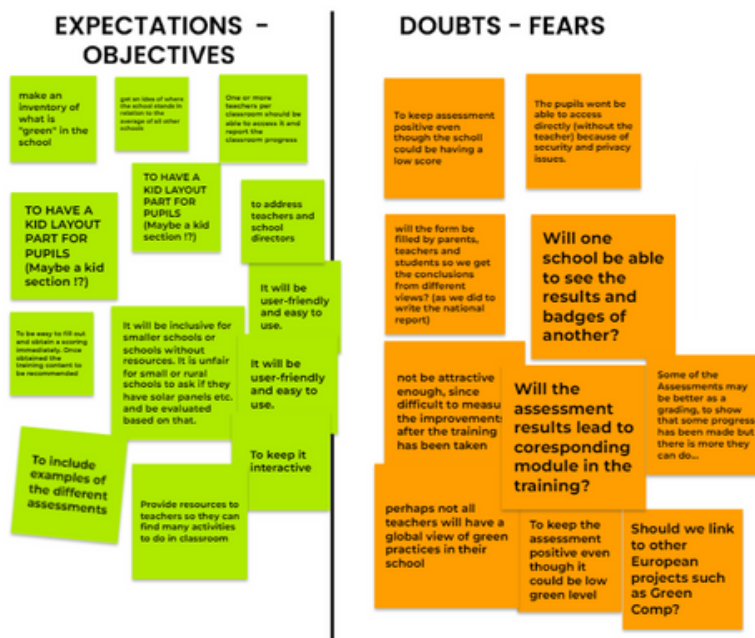 EXPECTATIONS -
OBJECTIVES
make an
inventory of
what is
"green" in the
school
get an idea of where
the school stands in
relation to the
average of all other
schools
One or more
teachers per
classroom should be
able to access it and
report the
classroom progress
TO HAVE A
KID LAYOUT
PART FOR
PUPILS
(Maybe a kid
section !?)
TO HAVE A
KID LAYOUT
PART FOR
PUPILS
(Maybe a kid
section !?)
to address
teachers and
school
directors
It will be
user-friendly
and easy to
use.
To be easy to fill out
and obtain a scoring
immediately. Once
obtained the
training content to
be recommended
It will be inclusive for
smaller schools or
schools without
resources. It is unfair
for small or rural
schools to ask if they
have solar panels etc.
and be evaluated
based on that.
It will be
user-friendly
and easy to
use.
To include
examples of
the different
assessments
To keep it
interactive
Provide resources to
teachers so they can
find many activities
to do in classroom
DOUBTS - FEARS
To keep assessment
positive even
though the scholl
could be having a
low score
The pupils wont be
able to access
directly (without the
teacher) because of
security and privacy
issues.
will the form be
filled by parents,
teachers and
students so we get
the conclusions
from different
views? (as we did to
write the national
report)
Will one
school be able
to see the
results and
badges of
another?
not be attractive
enough, since
difficult to measu
the improvements
after the training
has been taken
Will the
assessment
results lead to
coresponding
module in the
training?
Some of the
Assessments may
be better as a
grading, to show
that some progress
has been made but
there is more they
can do...
perhaps not all
teachers will have a
global view of green
practices in their
school
To keep the
assessment
positive even
though it
could be low
green level
Should we link
to other
European
projects such
as Green
Comp?